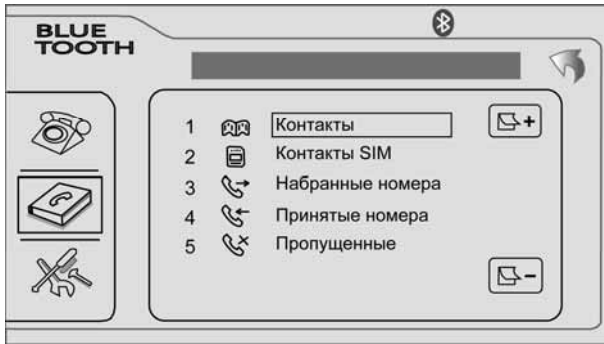 BLUE
TOOTH
1 Контакты
2 Контакты SIM
3 Набранные номера
4 Принятые номера
5 Пропущенные